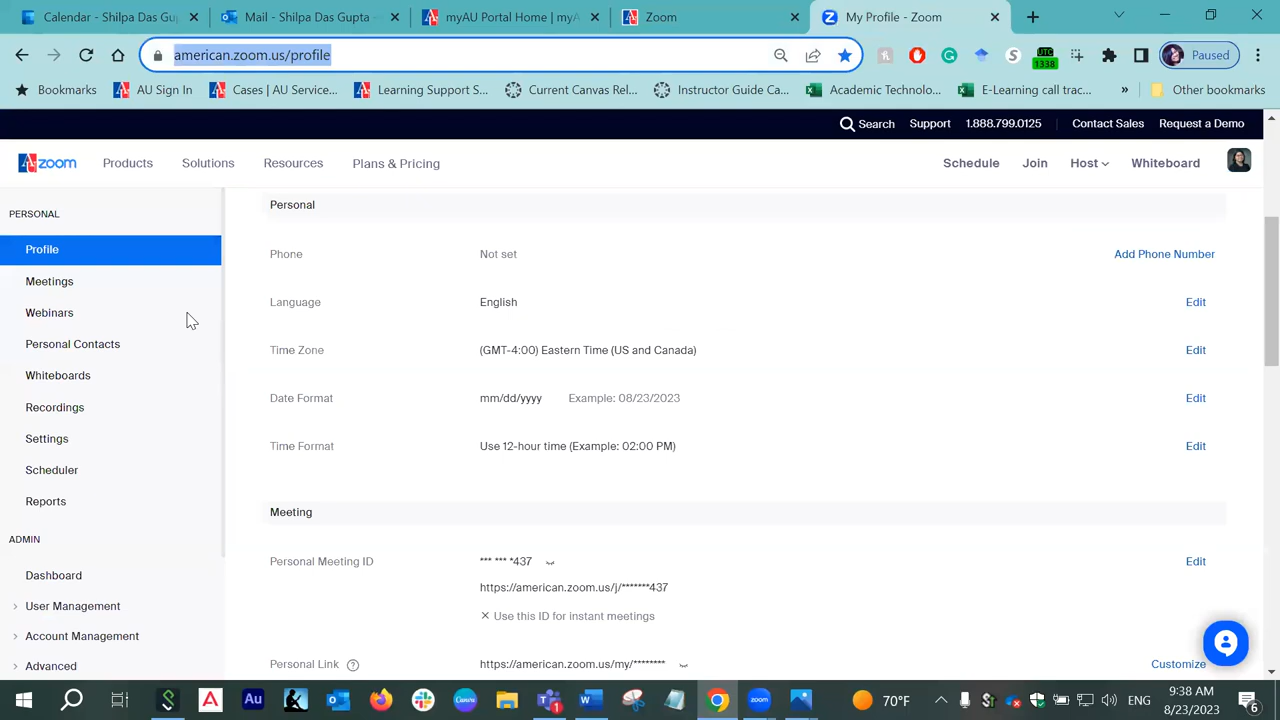 Calendar - Shilpa Das Gupt
Mail - Shilpa Das Gupta
myAU Portal Home | myA
Zoom
My Profile - Zoom
american.zoom.us/profile
UTC
1338
Paused
Bookmarks
AU Sign In
Cases | AU Service...
Learning Support S...
Current Canvas Rel...
Instructor Guide Ca...
Academic Technolo...
E-Learning call trac...
»
Other bookmarks
Search
Support
1.888.799.0125
Contact Sales
Request a Demo
zoom
Products
Solutions
Resources
Plans & Pricing
Schedule
Join
Host
Whiteboard
PERSONAL
Profile
Meetings
Webinars
Personal Contacts
Whiteboards
Recordings
Settings
Scheduler
Reports
ADMIN
Dashboard
User Management
Account Management
Advanced
Personal
Phone Not set Add Phone Number
Language English Edit
Time Zone (GMT-4:00) Eastern Time (US and Canada) Edit
Date Format mm/dd/yyyy Example: 08/23/2023 Edit
Time Format Use 12-hour time (Example: 02:00 PM) Edit
Meeting
Personal Meeting ID *** *** *437 Edit
https://american.zoom.us/j/*******437
Use this ID for instant meetings
Personal Link https://american.zoom.us/my/******** Customize
70°F
ENG
9:38 AM
8/23/2023
6